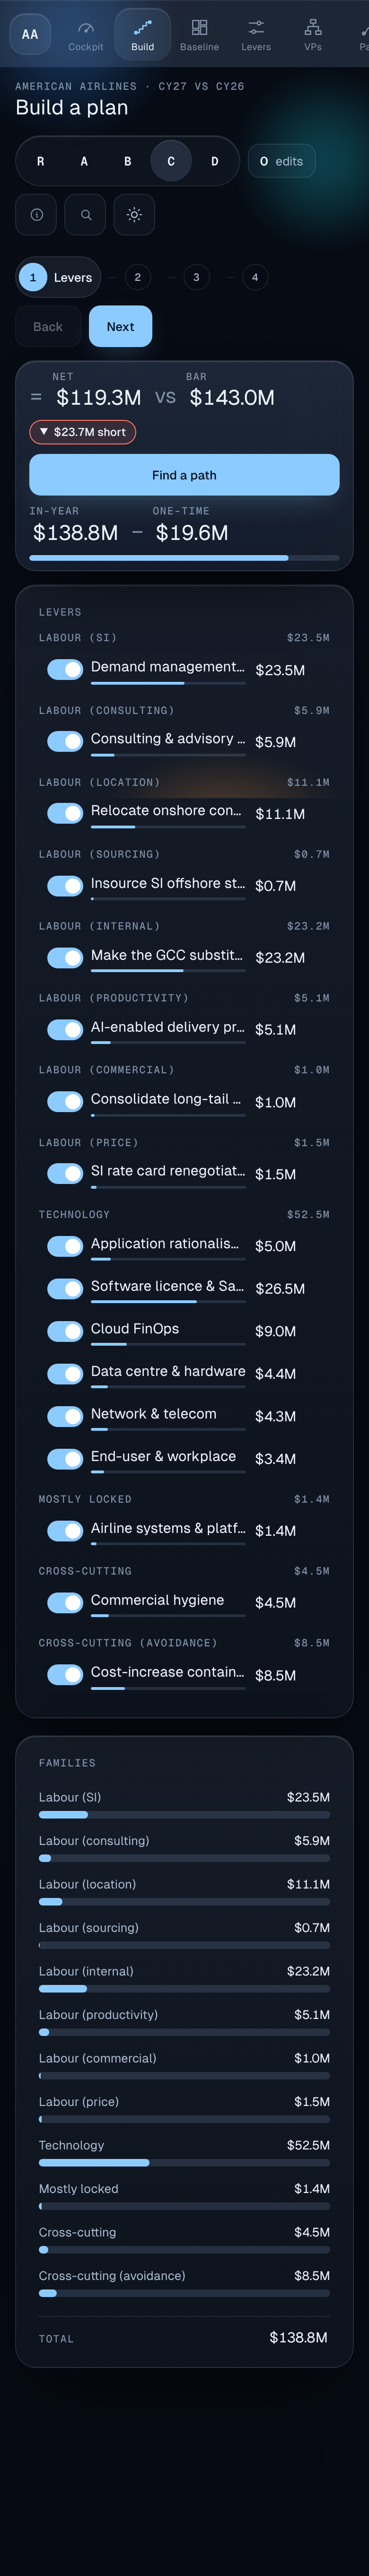 AA
Cockpit
Build
Baseline
Levers
VPs
Pa
AMERICAN AIRLINES · CY27 VS CY26
Build a plan
R A B C D
0 edits
1 Levers — 2 — 3 — 4
Back
Next
NET BAR
= $119.3M vs $143.0M
▼ $23.7M short
Find a path
IN-YEAR ONE-TIME
$138.8M − $19.6M
LEVERS
LABOUR (SI) $23.5M
Demand management... $23.5M
LABOUR (CONSULTING) $5.9M
Consulting & advisory ... $5.9M
LABOUR (LOCATION) $11.1M
Relocate onshore con... $11.1M
LABOUR (SOURCING) $0.7M
Insource SI offshore st... $0.7M
LABOUR (INTERNAL) $23.2M
Make the GCC substit... $23.2M
LABOUR (PRODUCTIVITY) $5.1M
AI-enabled delivery pr... $5.1M
LABOUR (COMMERCIAL) $1.0M
Consolidate long-tail ... $1.0M
LABOUR (PRICE) $1.5M
SI rate card renegotiat... $1.5M
TECHNOLOGY $52.5M
Application rationalis... $5.0M
Software licence & Sa... $26.5M
Cloud FinOps $9.0M
Data centre & hardware $4.4M
Network & telecom $4.3M
End-user & workplace $3.4M
MOSTLY LOCKED $1.4M
Airline systems & platf... $1.4M
CROSS-CUTTING $4.5M
Commercial hygiene $4.5M
CROSS-CUTTING (AVOIDANCE) $8.5M
Cost-increase contain... $8.5M
FAMILIES
Labour (SI) $23.5M
Labour (consulting) $5.9M
Labour (location) $11.1M
Labour (sourcing) $0.7M
Labour (internal) $23.2M
Labour (productivity) $5.1M
Labour (commercial) $1.0M
Labour (price) $1.5M
Technology $52.5M
Mostly locked $1.4M
Cross-cutting $4.5M
Cross-cutting (avoidance) $8.5M
TOTAL $138.8M